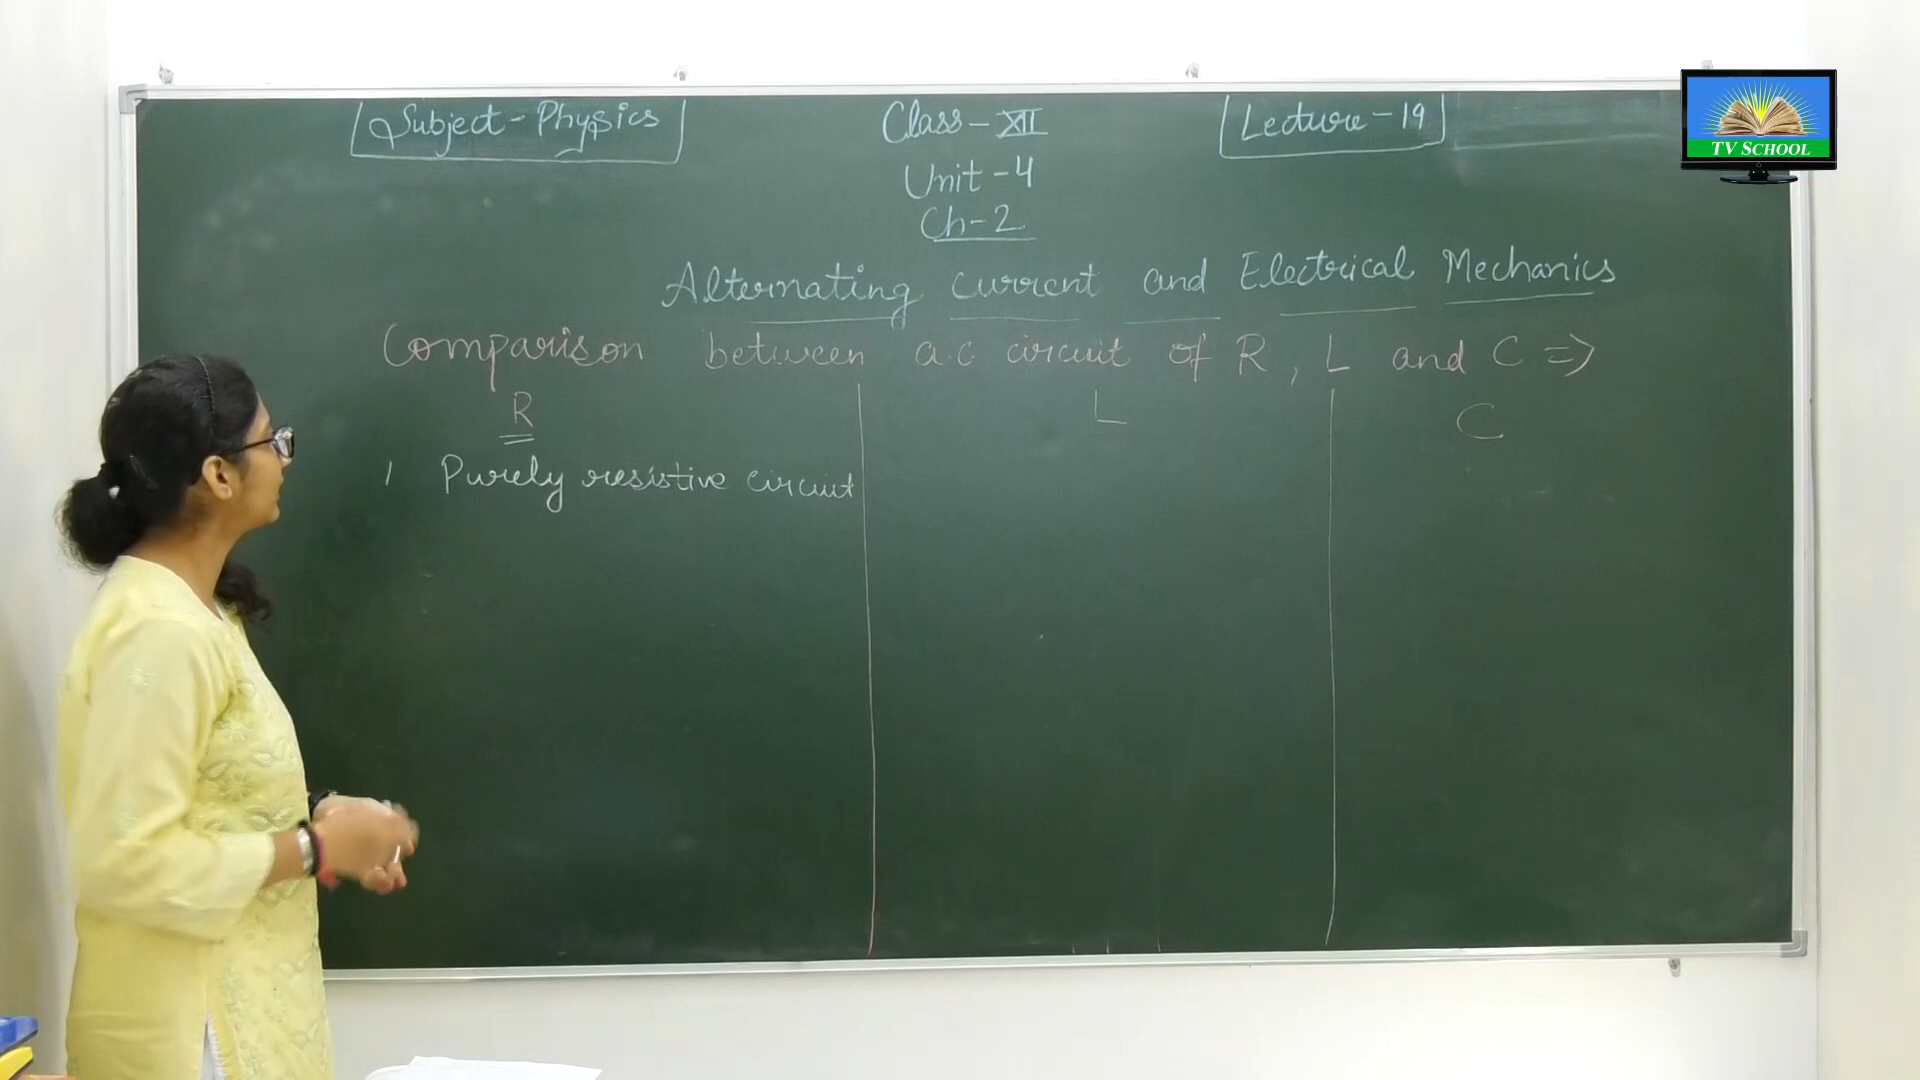 Subject - Physics
Class - XII
Lecture - 19
TV SCHOOL
Unit - 4
Ch - 2
Alternating current and Electrical Mechanics
Comparison between a.c circuit of R, L and C =>
R
L
C
1 Purely resistive circuit